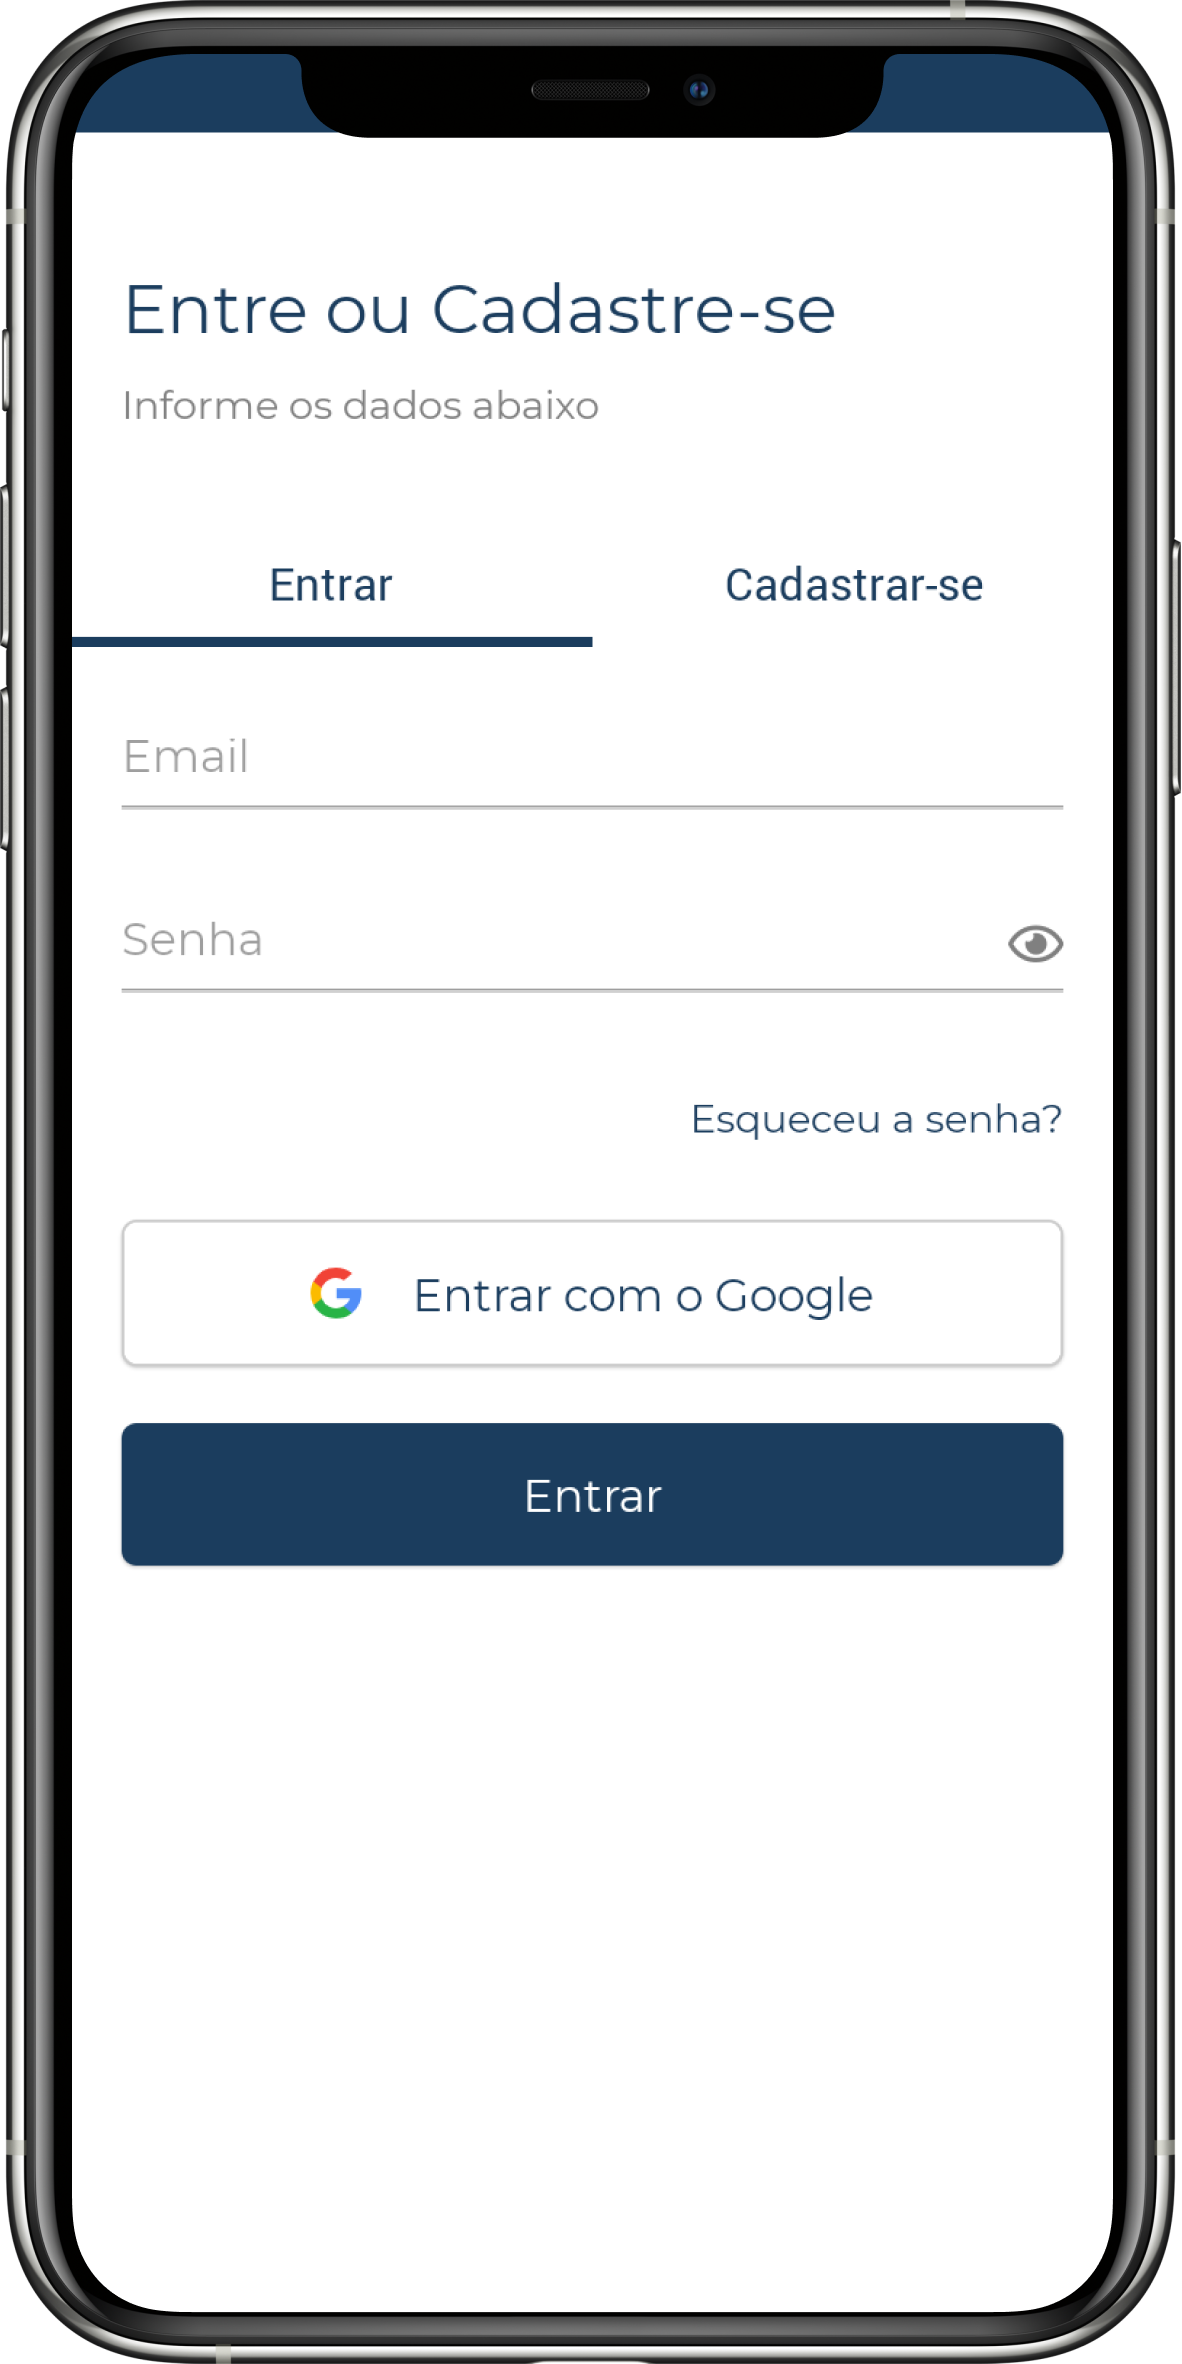 Entre ou Cadastre-se
Informe os dados abaixo
Entrar
Cadastrar-se
Email
Senha
Esqueceu a senha?
Entrar com o Google
Entrar